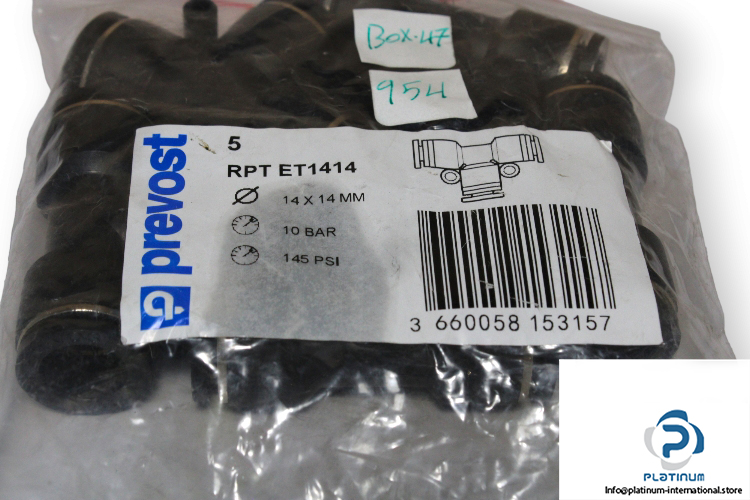 BOX.47
954
prevost
5
RPT ET1414
14 X 14 MM
10 BAR
145 PSI
3 660058 153157
PLATINUM
Info@platinum-international.store